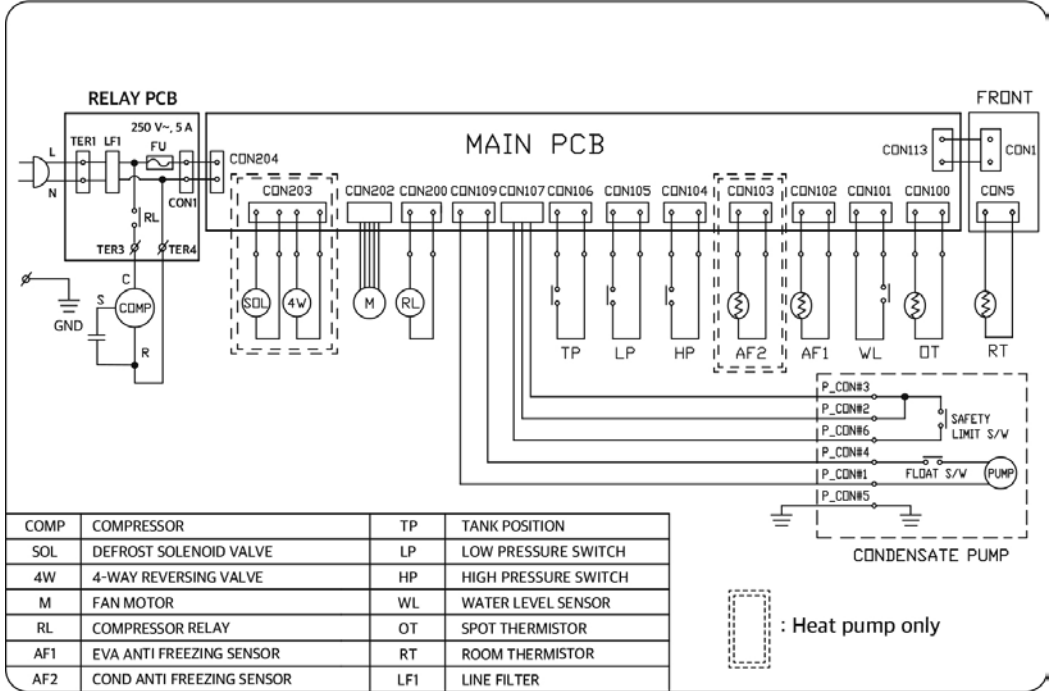 RELAY PCB
FRONT
250 V~, 5 A
TER1 LF1 FU
MAIN PCB
L
N
CON204
CON1
CON113
CON1
CON203 CON202 CON200 CON109 CON107 CON106 CON105 CON104 CON103 CON102 CON101 CON100 CON5
RL
TER3 TER4
SOL 4W M RL
C
S COMP
GND
R
TP LP HP AF2 AF1 WL OT RT
P_CON#3
P_CON#2
P_CON#6
SAFETY
LIMIT S/W
P_CON#4
P_CON#1
FLOAT S/W
PUMP
P_CON#5
CONDENSATE PUMP
COMP COMPRESSOR TP TANK POSITION
SOL DEFROST SOLENOID VALVE LP LOW PRESSURE SWITCH
4W 4-WAY REVERSING VALVE HP HIGH PRESSURE SWITCH
M FAN MOTOR WL WATER LEVEL SENSOR
RL COMPRESSOR RELAY OT SPOT THERMISTOR
AF1 EVA ANTI FREEZING SENSOR RT ROOM THERMISTOR
AF2 COND ANTI FREEZING SENSOR LF1 LINE FILTER
: Heat pump only